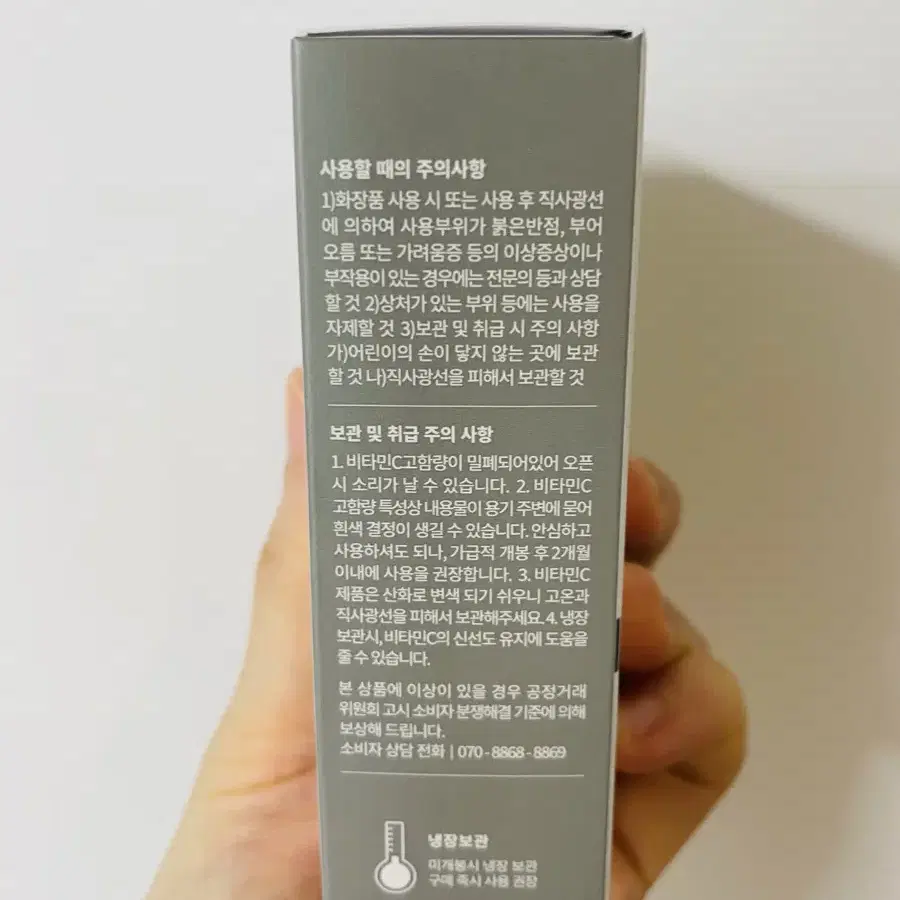 사용할 때의 주의사항
1)화장품 사용 시 또는 사용 후 직사광선
에 의하여 사용부위가 붉은반점, 부어
오름 또는 가려움증 등의 이상증상이나
부작용이 있는 경우에는 전문의 등과 상담
할 것 2)상처가 있는 부위 등에는 사용을
자제할 것 3)보관 및 취급 시 주의 사항
가)어린이의 손이 닿지 않는 곳에 보관
할 것 나)직사광선을 피해서 보관할 것
보관 및 취급 주의 사항
1. 비타민C고함량이 밀폐되어있어 오픈
시 소리가 날 수 있습니다. 2. 비타민C
고함량 특성상 내용물이 용기 주변에 묻어
흰색 결정이 생길 수 있습니다. 안심하고
사용하셔도 되나, 가급적 개봉 후 2개월
이내에 사용을 권장합니다. 3. 비타민C
제품은 산화로 변색 되기 쉬우니 고온과
직사광선을 피해서 보관해주세요. 4. 냉장
보관시, 비타민C의 신선도 유지에 도움을
줄 수 있습니다.
본 상품에 이상이 있을 경우 공정거래
위원회 고시 소비자 분쟁해결 기준에 의해
보상해 드립니다.
소비자 상담 전화 | 070-8868-8869
냉장보관
미개봉시 냉장 보관
구매 즉시 사용 권장